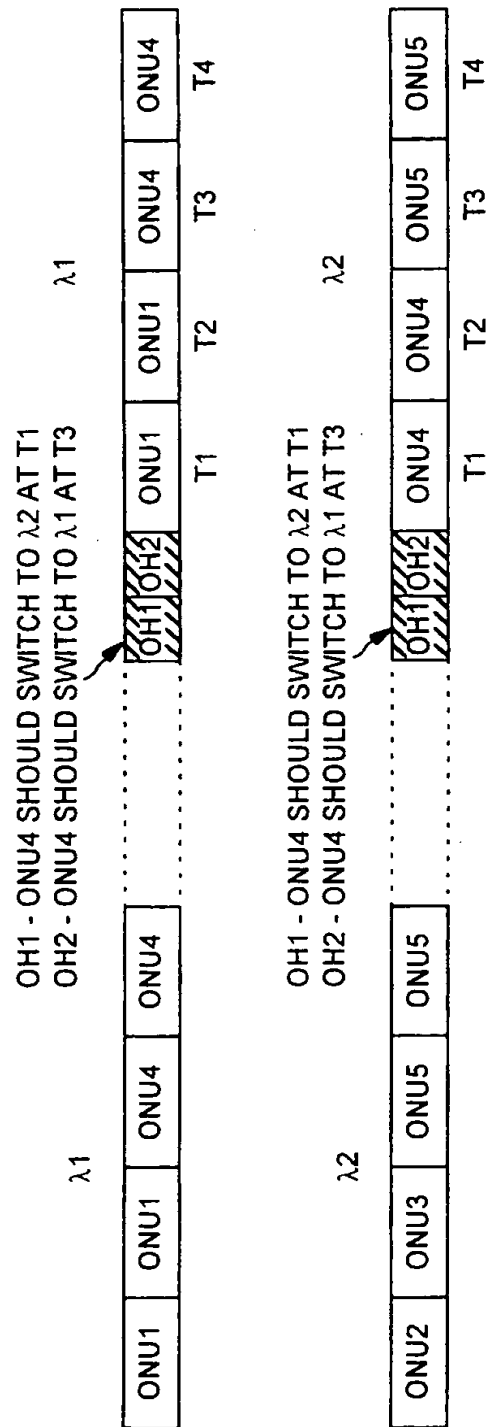 OH1 - ONU4 SHOULD SWITCH TO λ2 AT T1
OH2 - ONU4 SHOULD SWITCH TO λ1 AT T3
λ1
λ1
ONU1 ONU1 ONU4 ONU4 OH1 OH2 ONU1 ONU1 ONU4 ONU4
T1 T2 T3 T4
OH1 - ONU4 SHOULD SWITCH TO λ2 AT T1
OH2 - ONU4 SHOULD SWITCH TO λ1 AT T3
λ2
λ2
ONU2 ONU3 ONU5 ONU5 OH1 OH2 ONU4 ONU4 ONU5 ONU5
T1 T2 T3 T4